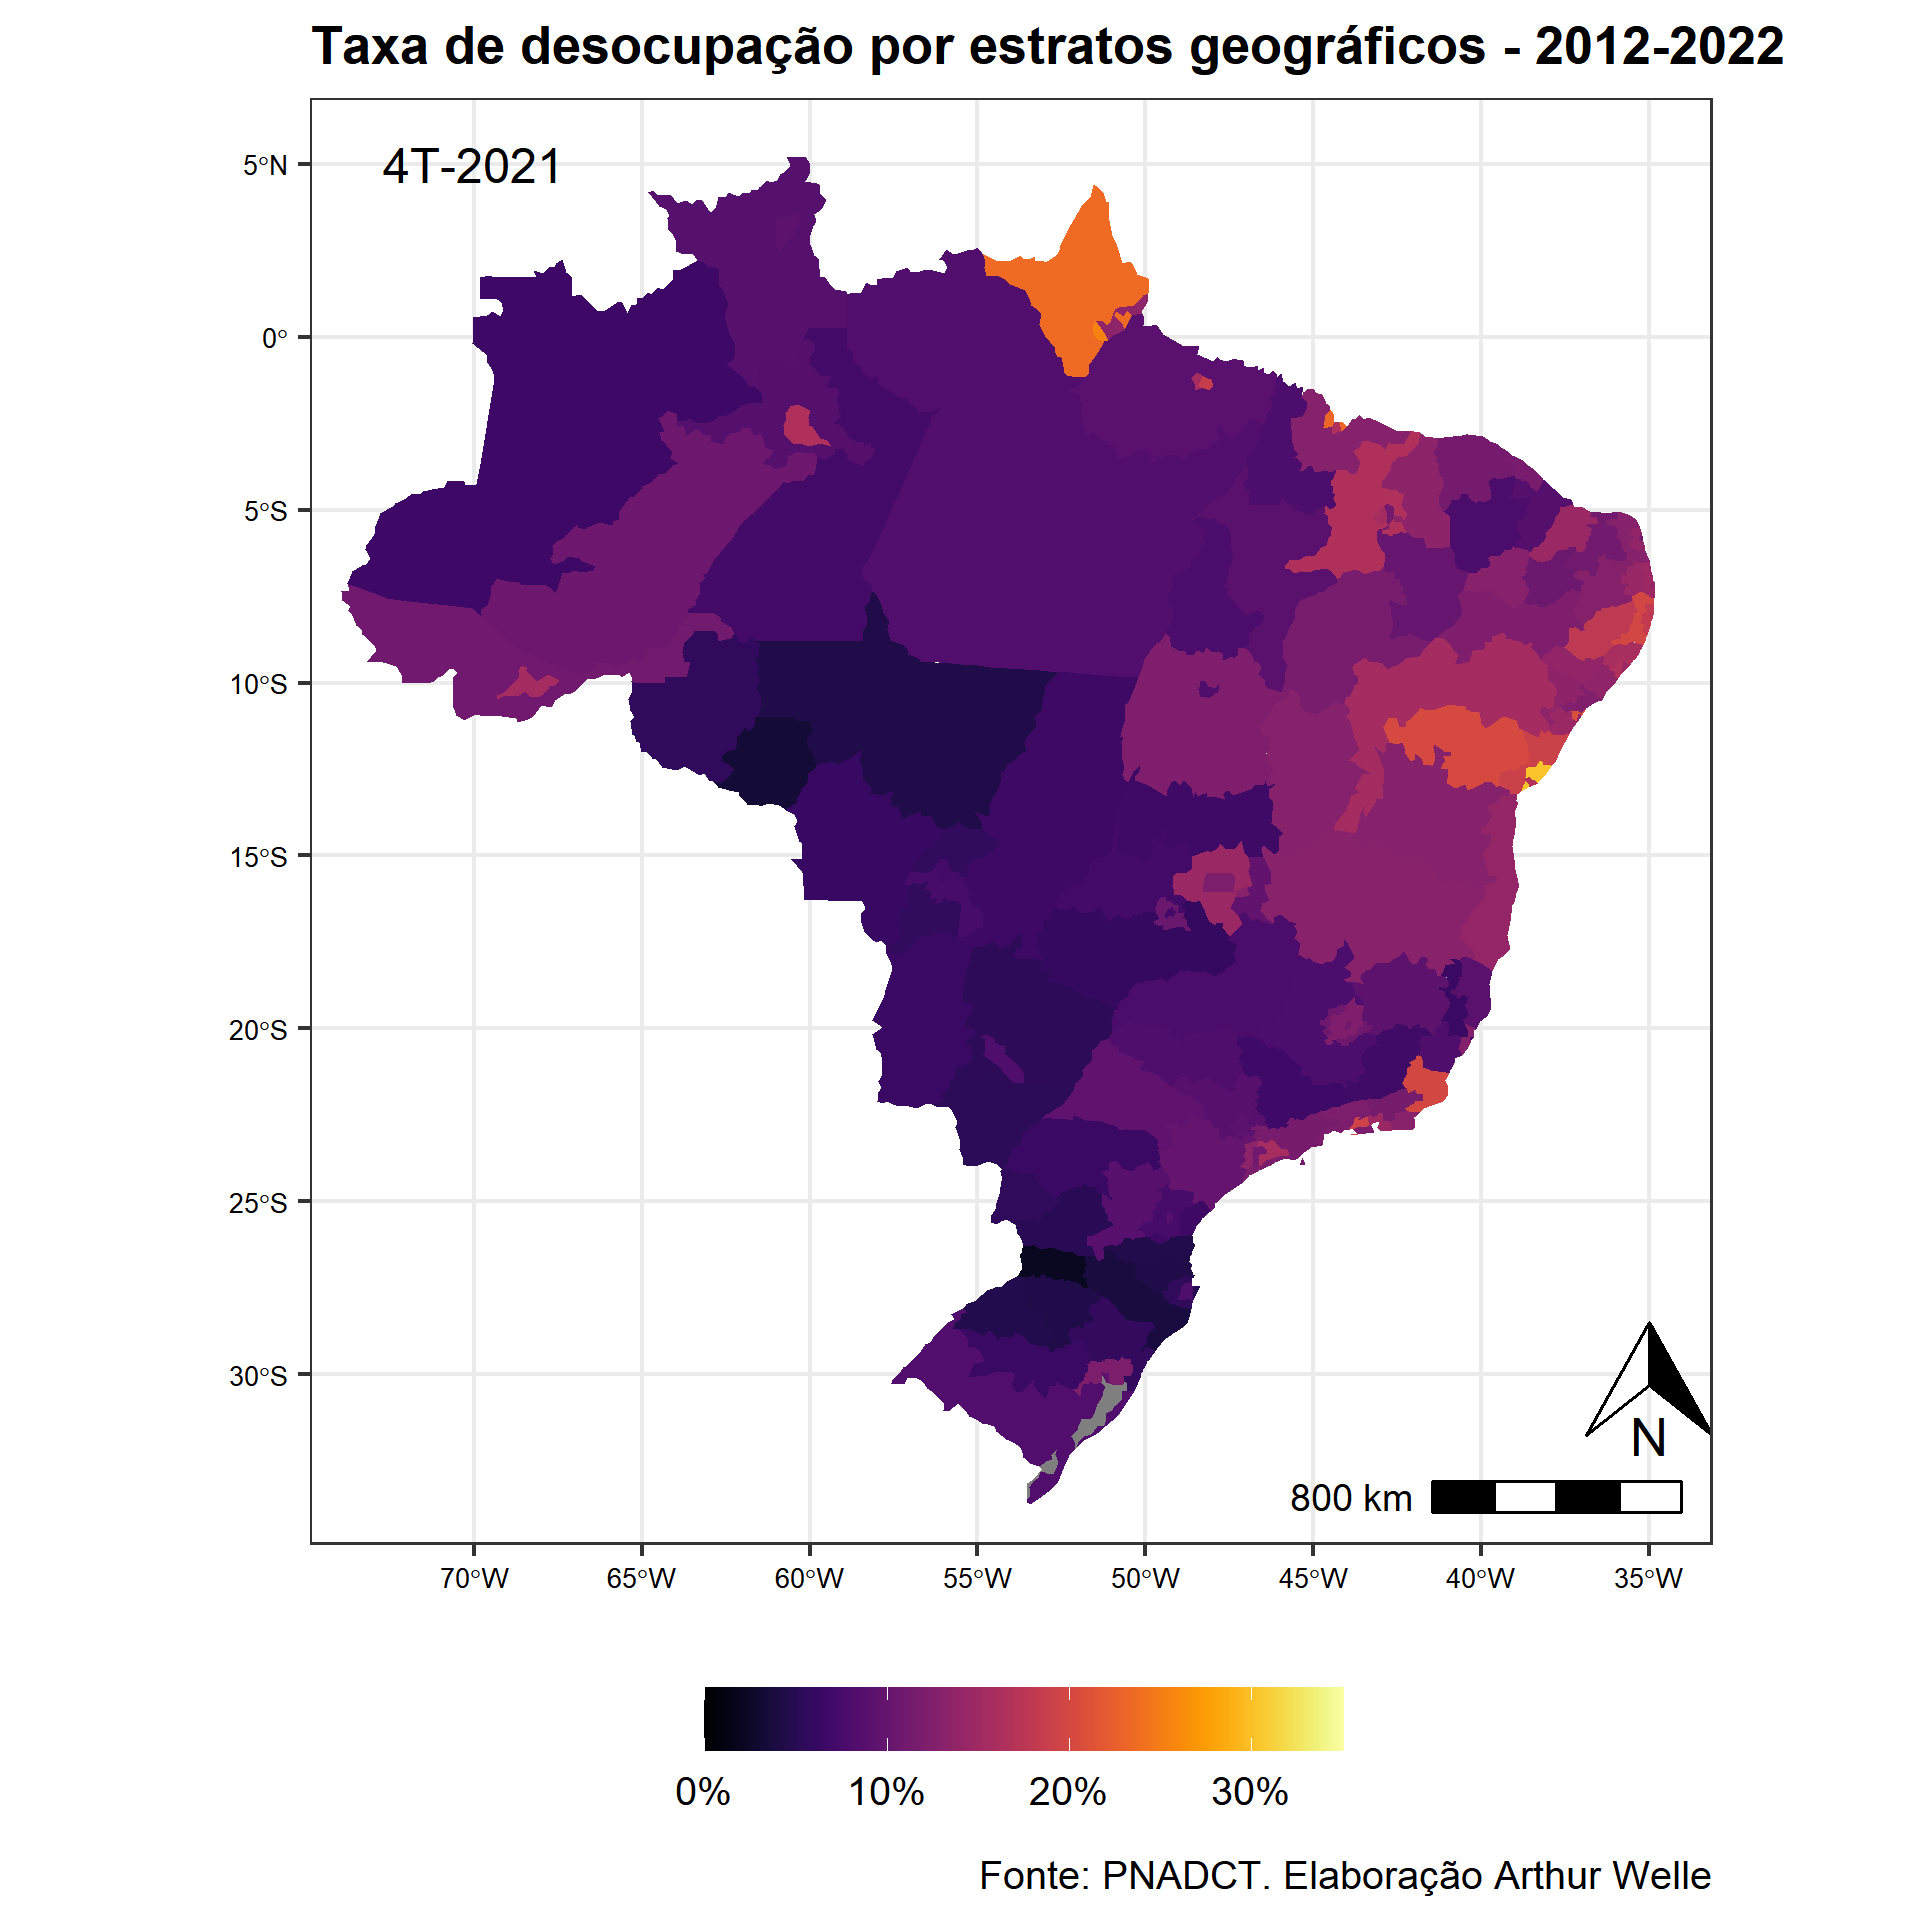 Taxa de desocupação por estratos geográficos - 2012-2022
4T-2021
5°N
0°
5°S
10°S
15°S
20°S
25°S
30°S
N
800 km
70°W 65°W 60°W 55°W 50°W 45°W 40°W 35°W
0% 10% 20% 30%
Fonte: PNADCT. Elaboração Arthur Welle